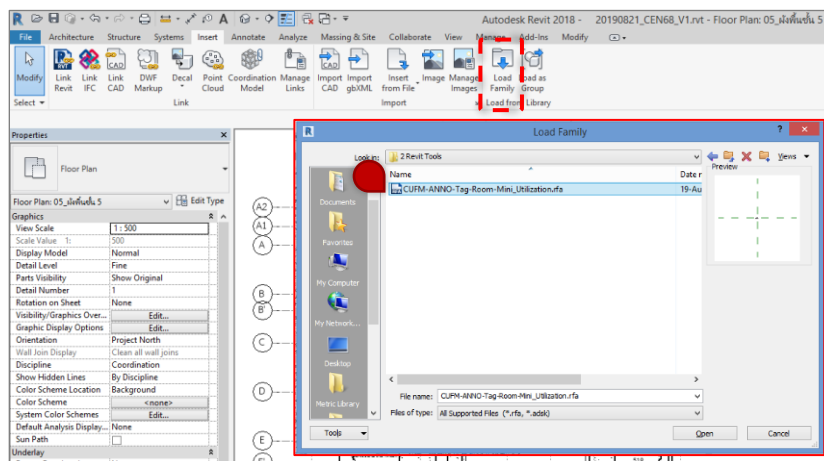 Autodesk Revit 2018 - 20190821_CEN68_V1.rvt - Floor Plan: 05_ผังพื้นชั้น 5
File Architecture Structure Systems Insert Annotate Analyze Massing & Site Collaborate View Manage Add-Ins Modify
Modify Link Revit Link IFC Link CAD DWF Markup Decal Point Cloud Coordination Model Manage Links Import CAD Import gbXML Insert from File Image Manage Images Load Family Load as Group
Select Link Import Load from Library
Properties
Floor Plan
Floor Plan: 05_ผังพื้นชั้น 5 Edit Type
Graphics
View Scale 1 : 500
Scale Value 1: 500
Display Model Normal
Detail Level Fine
Parts Visibility Show Original
Detail Number 1
Rotation on Sheet None
Visibility/Graphics Over... Edit...
Graphic Display Options Edit...
Orientation Project North
Wall Join Display Clean all wall joins
Discipline Coordination
Show Hidden Lines By Discipline
Color Scheme Location Background
Color Scheme <none>
System Color Schemes Edit...
Default Analysis Display... None
Sun Path
Underlay
A2
A1
A
B
B'
C
D
E
Load Family
Look in: 2 Revit Tools Views
Name Date r Preview
CUFM-ANNO-Tag-Room-Mini_Utilization.rfa 19-Au
Documents
Favorites
My Computer
My Network...
Desktop
Metric Library
File name: CUFM-ANNO-Tag-Room-Mini_Utilization.rfa
Files of type: All Supported Files (*.rfa, *.adsk)
Tools Open Cancel